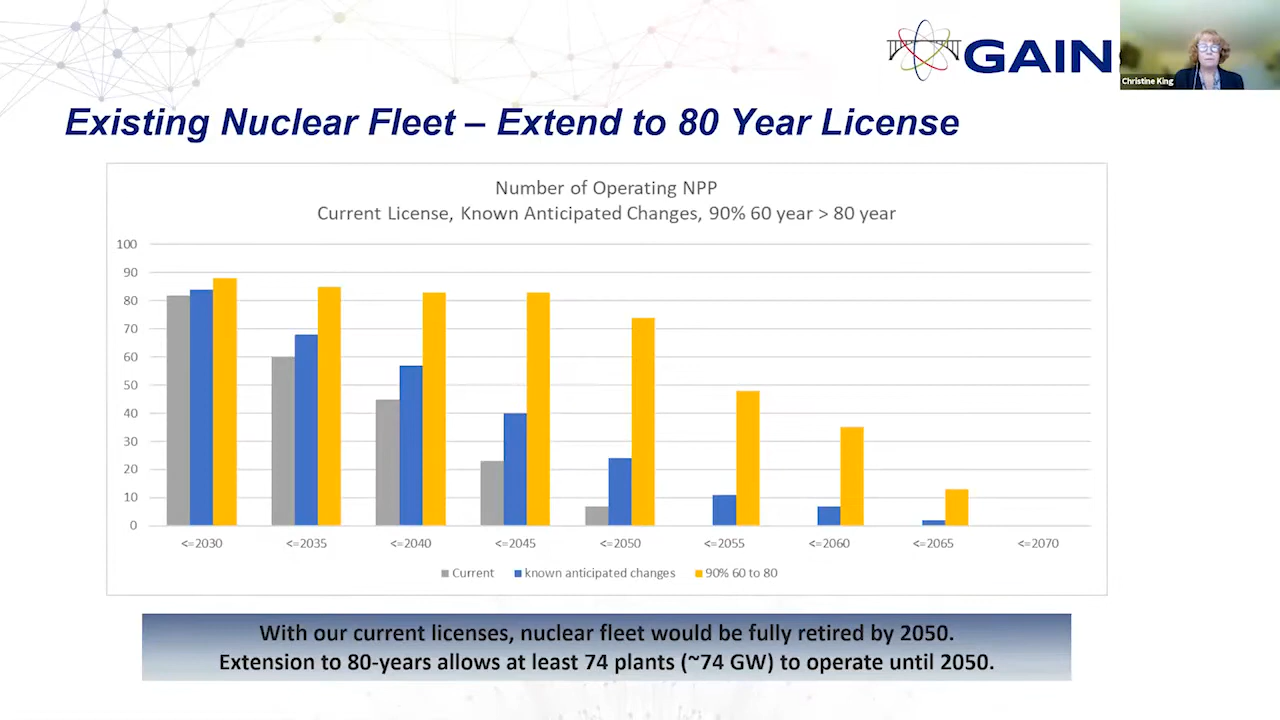 GAIN
Christine King
Existing Nuclear Fleet – Extend to 80 Year License
Number of Operating NPP
Current License, Known Anticipated Changes, 90% 60 year > 80 year
100
90
80
70
60
50
40
30
20
10
0
<=2030 <=2035 <=2040 <=2045 <=2050 <=2055 <=2060 <=2065 <=2070
Current known anticipated changes 90% 60 to 80
With our current licenses, nuclear fleet would be fully retired by 2050.
Extension to 80-years allows at least 74 plants (~74 GW) to operate until 2050.